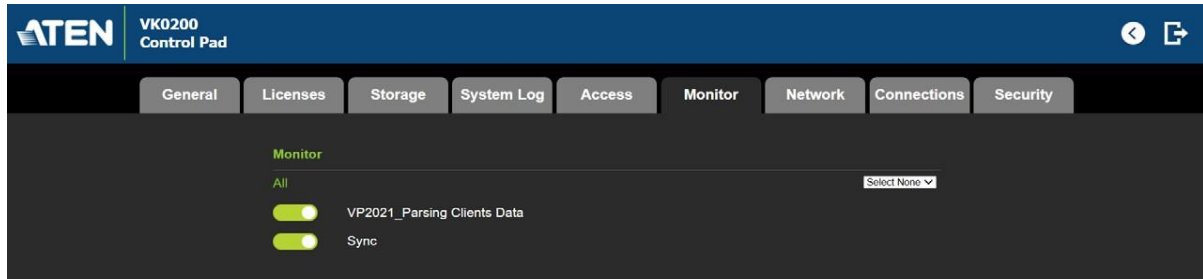 ATEN
VK0200
Control Pad
General Licenses Storage System Log Access Monitor Network Connections Security
Monitor
All Select None
VP2021_Parsing Clients Data
Sync